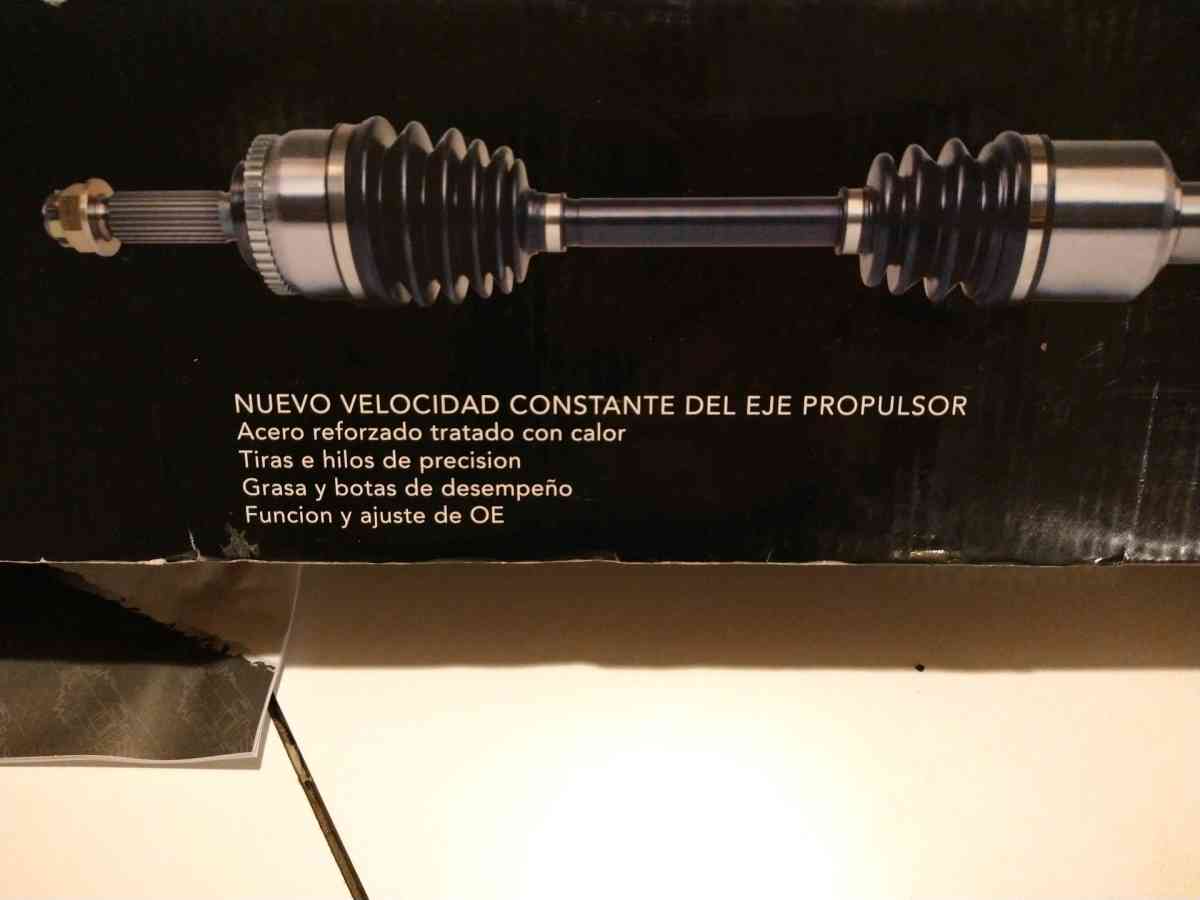 NUEVO VELOCIDAD CONSTANTE DEL EJE PROPULSOR
Acero reforzado tratado con calor
Tiras e hilos de precision
Grasa y botas de desempeño
Funcion y ajuste de OE